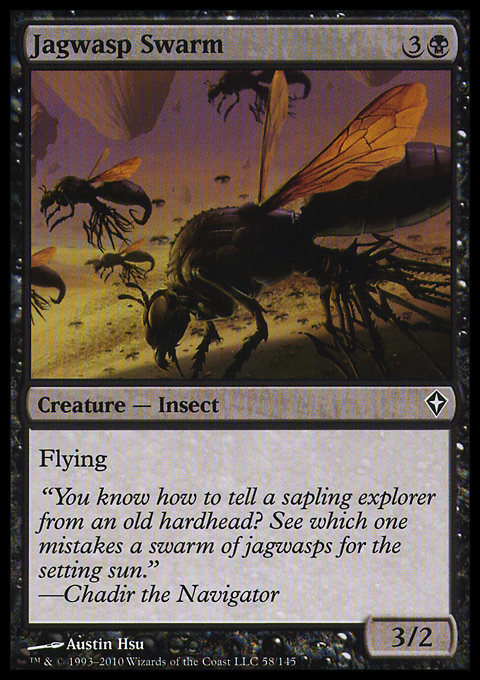 Jagwasp Swarm 3
Creature — Insect
Flying
“You know how to tell a sapling explorer
from an old hardhead? See which one
mistakes a swarm of jagwasps for the
setting sun.”
—Chadir the Navigator
3/2
Austin Hsu
™ & © 1993–2010 Wizards of the Coast LLC 58/145